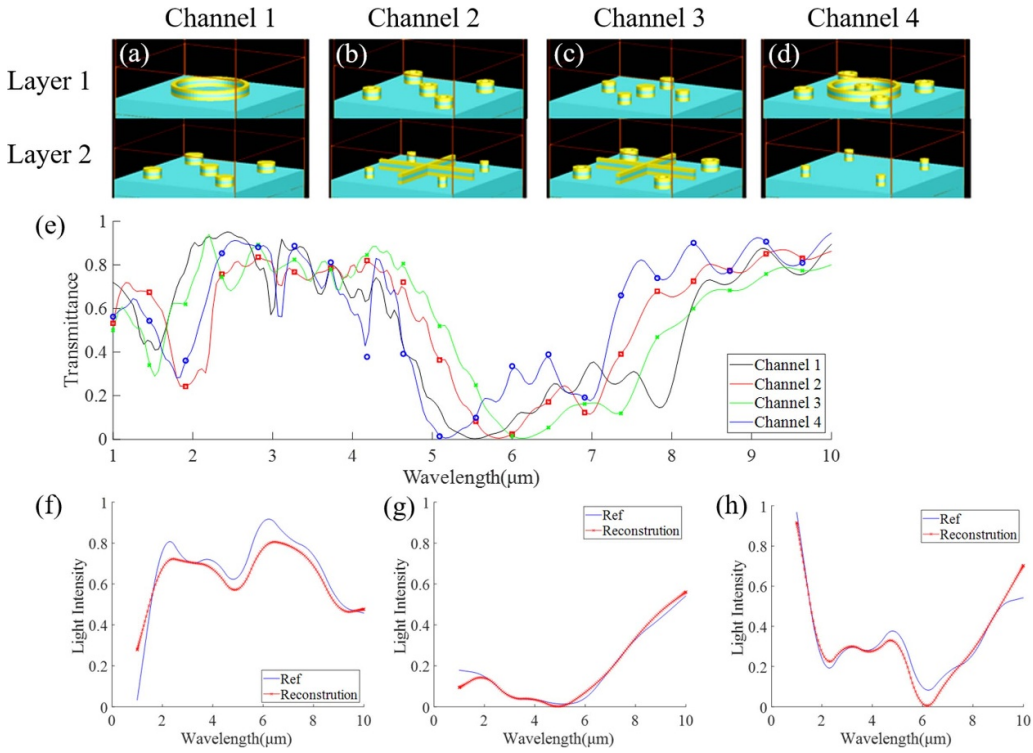 Channel 1 Channel 2 Channel 3 Channel 4
(a) (b) (c) (d)
Layer 1
Layer 2
(e)
Transmittance
1
0.8
0.6
0.4
0.2
0
Channel 1
Channel 2
Channel 3
Channel 4
1 2 3 4 5 6 7 8 9 10
Wavelength(μm)
(f)
Light Intensity
1
0.8
0.6
0.4
0.2
0
Ref
Reconstrution
0 2 4 6 8 10
Wavelength(μm)
(g)
Light Intensity
1
0.8
0.6
0.4
0.2
0
Ref
Reconstrution
0 2 4 6 8 10
Wavelength(μm)
(h)
Light Intensity
1
0.8
0.6
0.4
0.2
0
Ref
Reconstrution
0 2 4 6 8 10
Wavelength(μm)